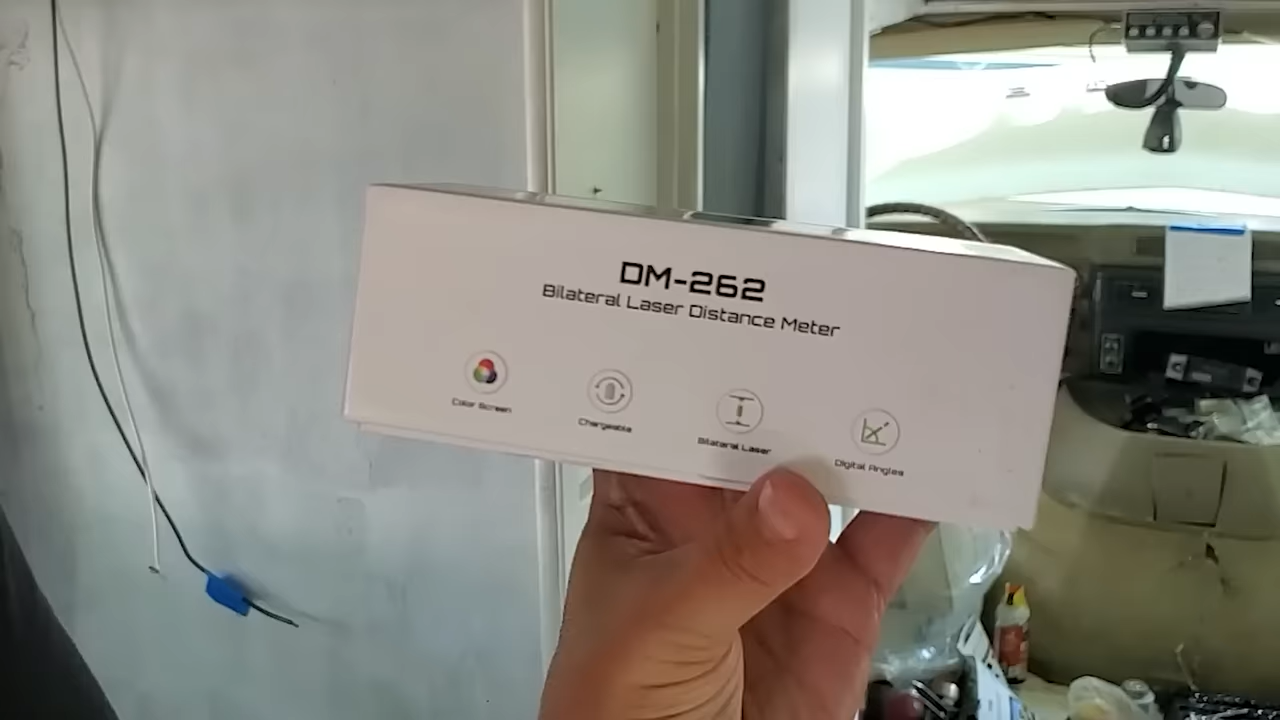 DM-262
Bilateral Laser Distance Meter
Color Screen
Chargeable
Bilateral Laser
Digital Angles